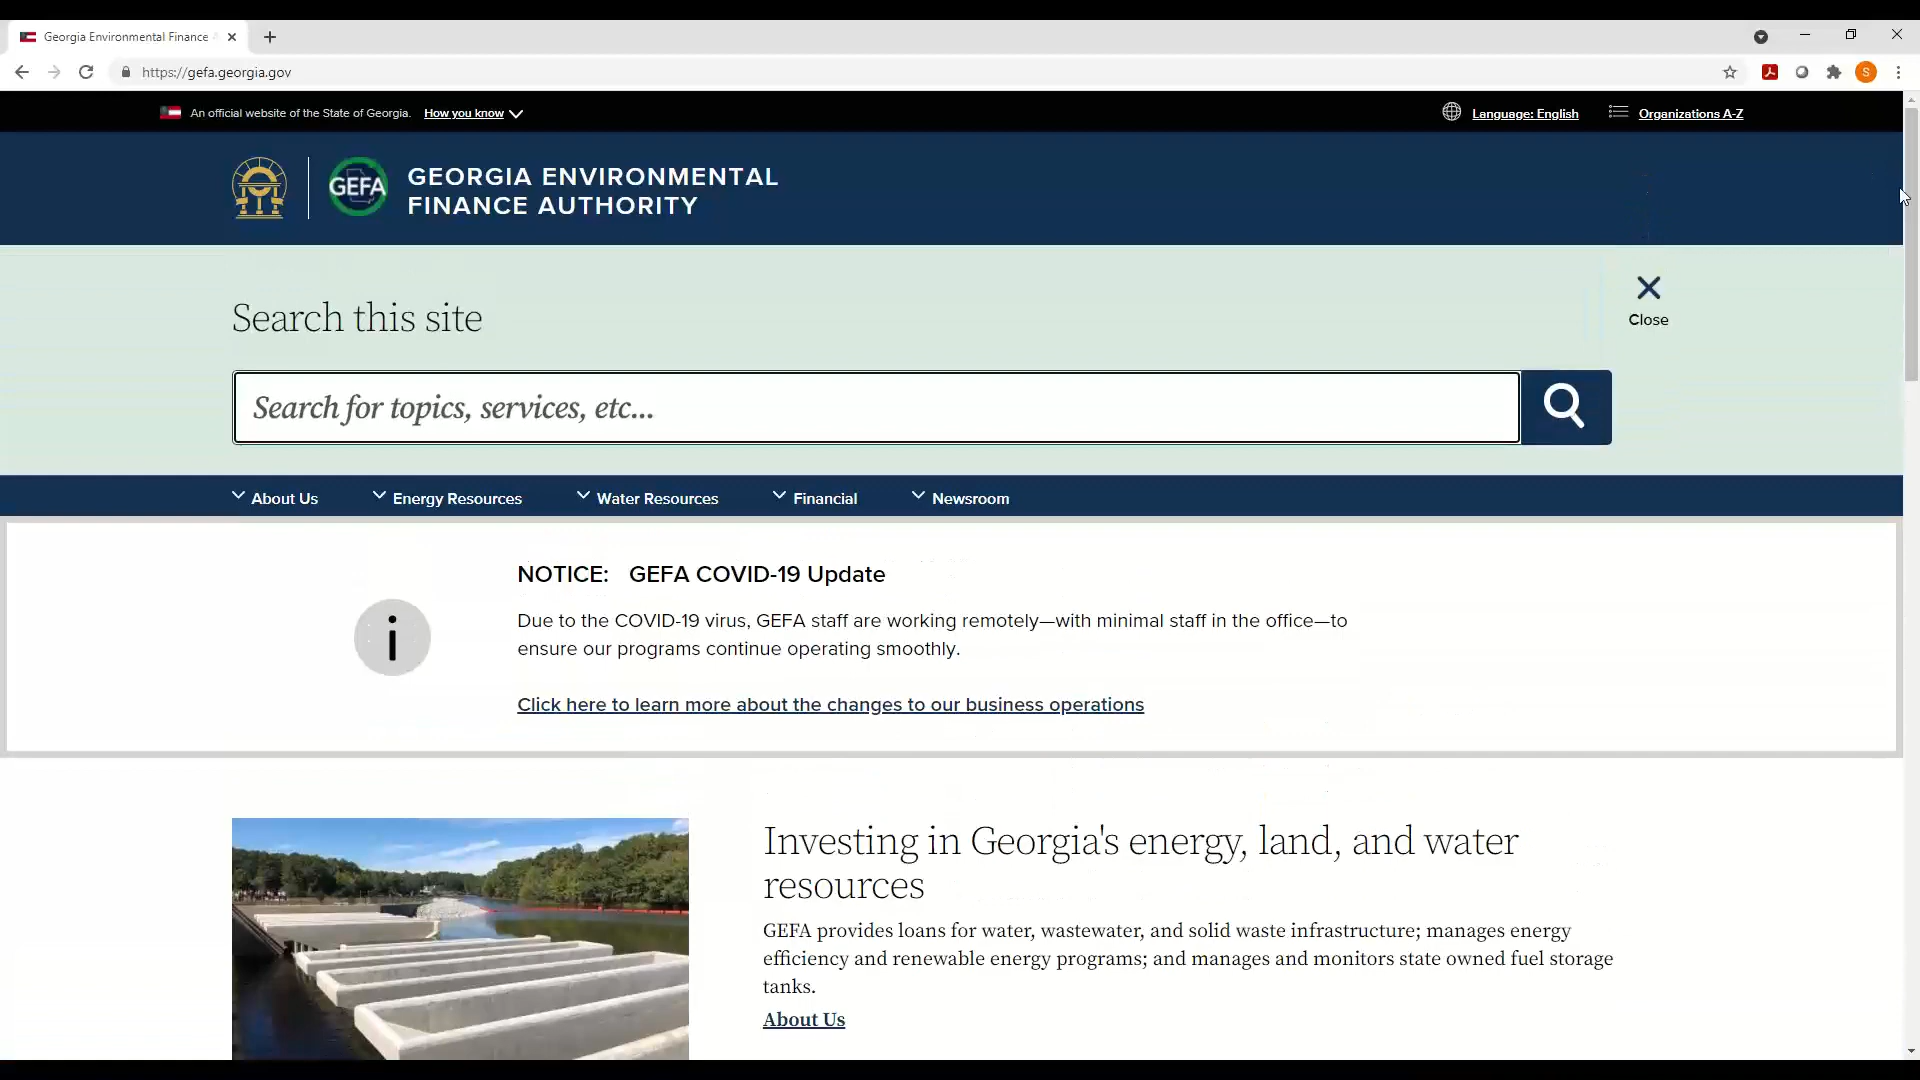 Georgia Environmental Finance
https://gefa.georgia.gov
S
An official website of the State of Georgia. How you know
Language: English
Organizations A-Z
GEFA
GEORGIA ENVIRONMENTAL
FINANCE AUTHORITY
Search this site
Close
Search for topics, services, etc...
About Us
Energy Resources
Water Resources
Financial
Newsroom
NOTICE: GEFA COVID-19 Update
Due to the COVID-19 virus, GEFA staff are working remotely—with minimal staff in the office—to
ensure our programs continue operating smoothly.
Click here to learn more about the changes to our business operations
Investing in Georgia's energy, land, and water
resources
GEFA provides loans for water, wastewater, and solid waste infrastructure; manages energy
efficiency and renewable energy programs; and manages and monitors state owned fuel storage
tanks.
About Us